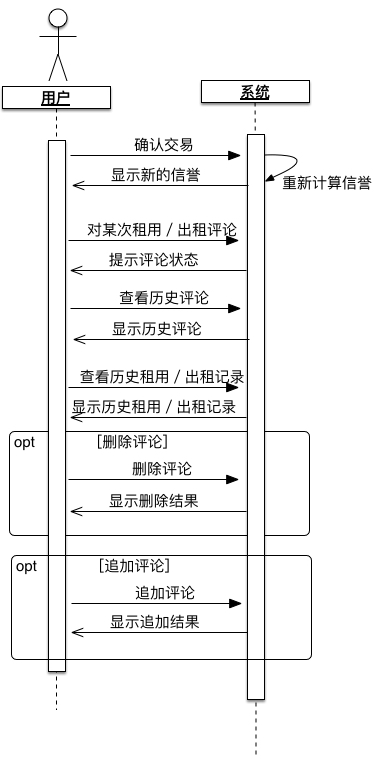 用户
系统
确认交易
显示新的信誉
重新计算信誉
对某次租用／出租评论
提示评论状态
查看历史评论
显示历史评论
查看历史租用／出租记录
显示历史租用／出租记录
opt [删除评论]
删除评论
显示删除结果
opt [追加评论]
追加评论
显示追加结果